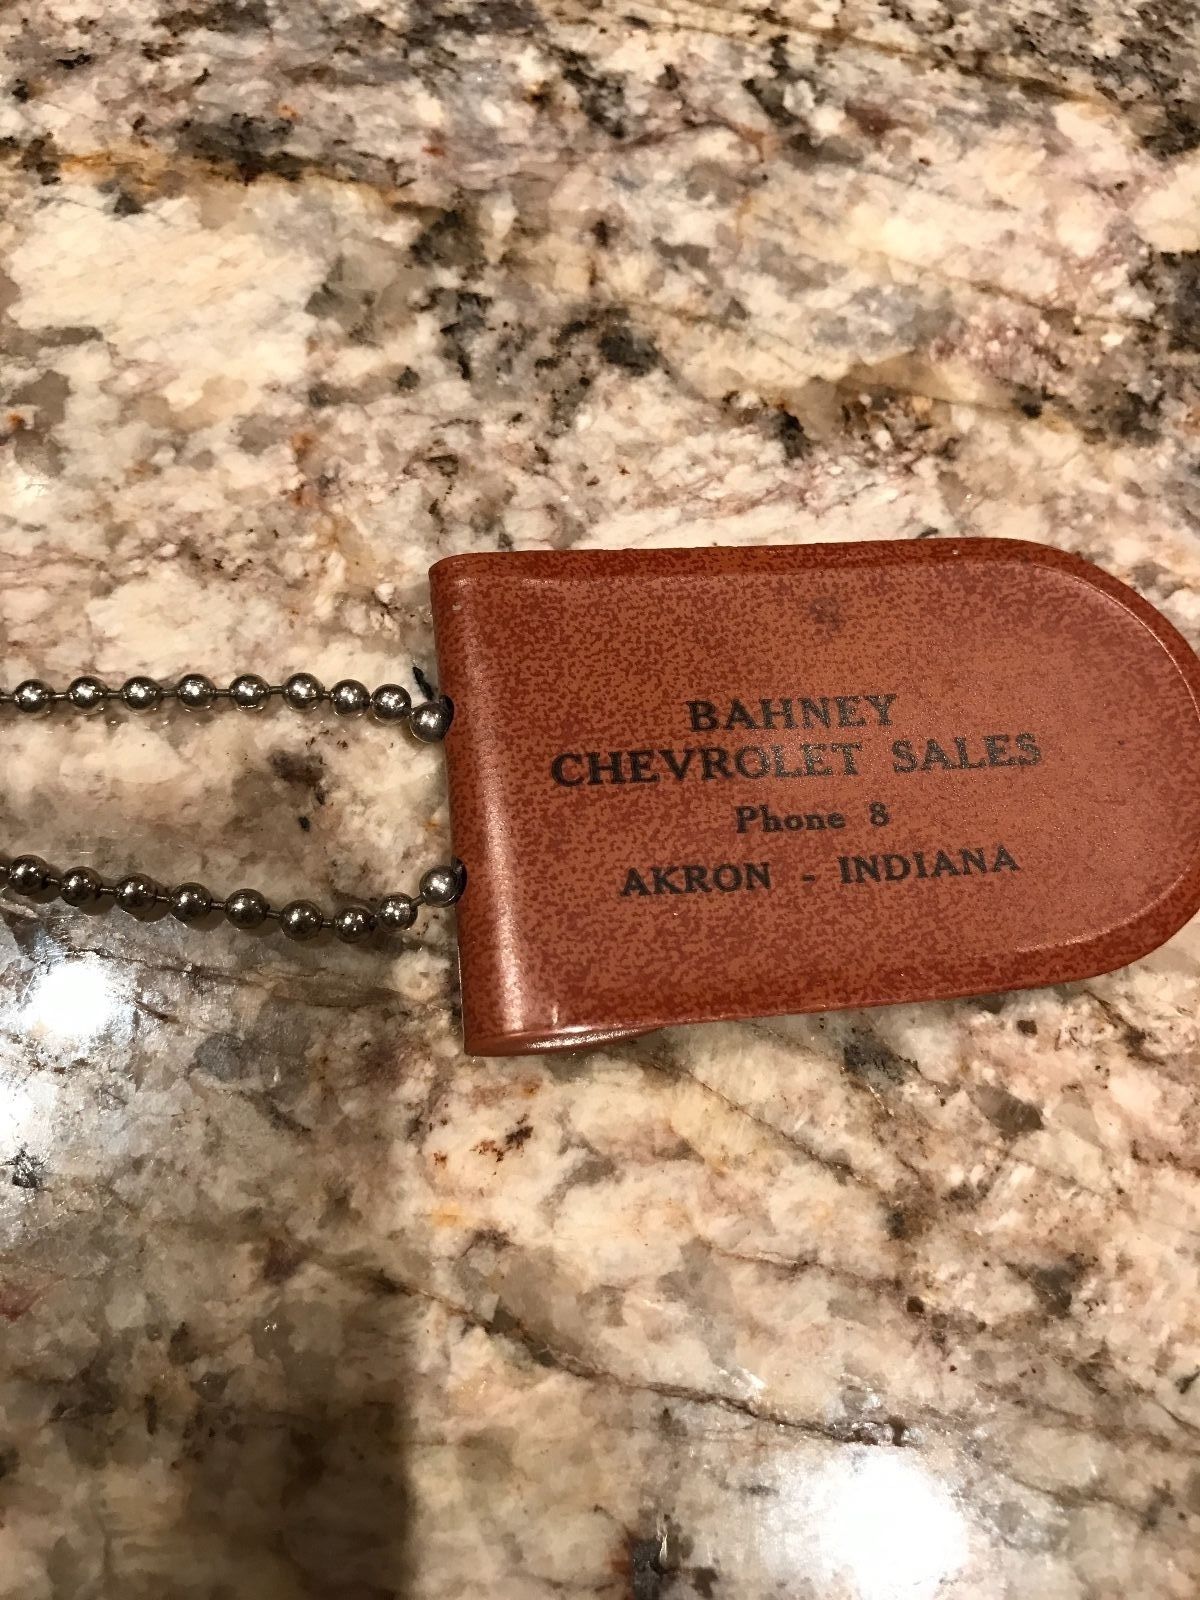 BAHNEY
CHEVROLET SALES
Phone 8
AKRON - INDIANA